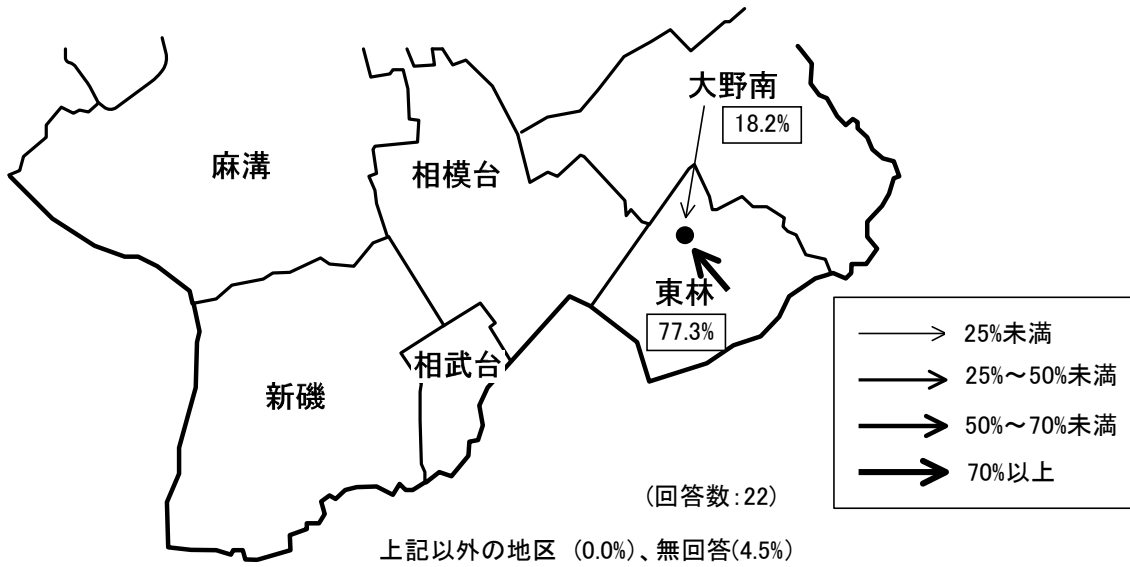 大野南
18.2%
麻溝
相模台
東林
77.3%
相武台
新磯
25%未満
25%～50%未満
50%～70%未満
70%以上
(回答数:22)
上記以外の地区 (0.0%)、無回答(4.5%)